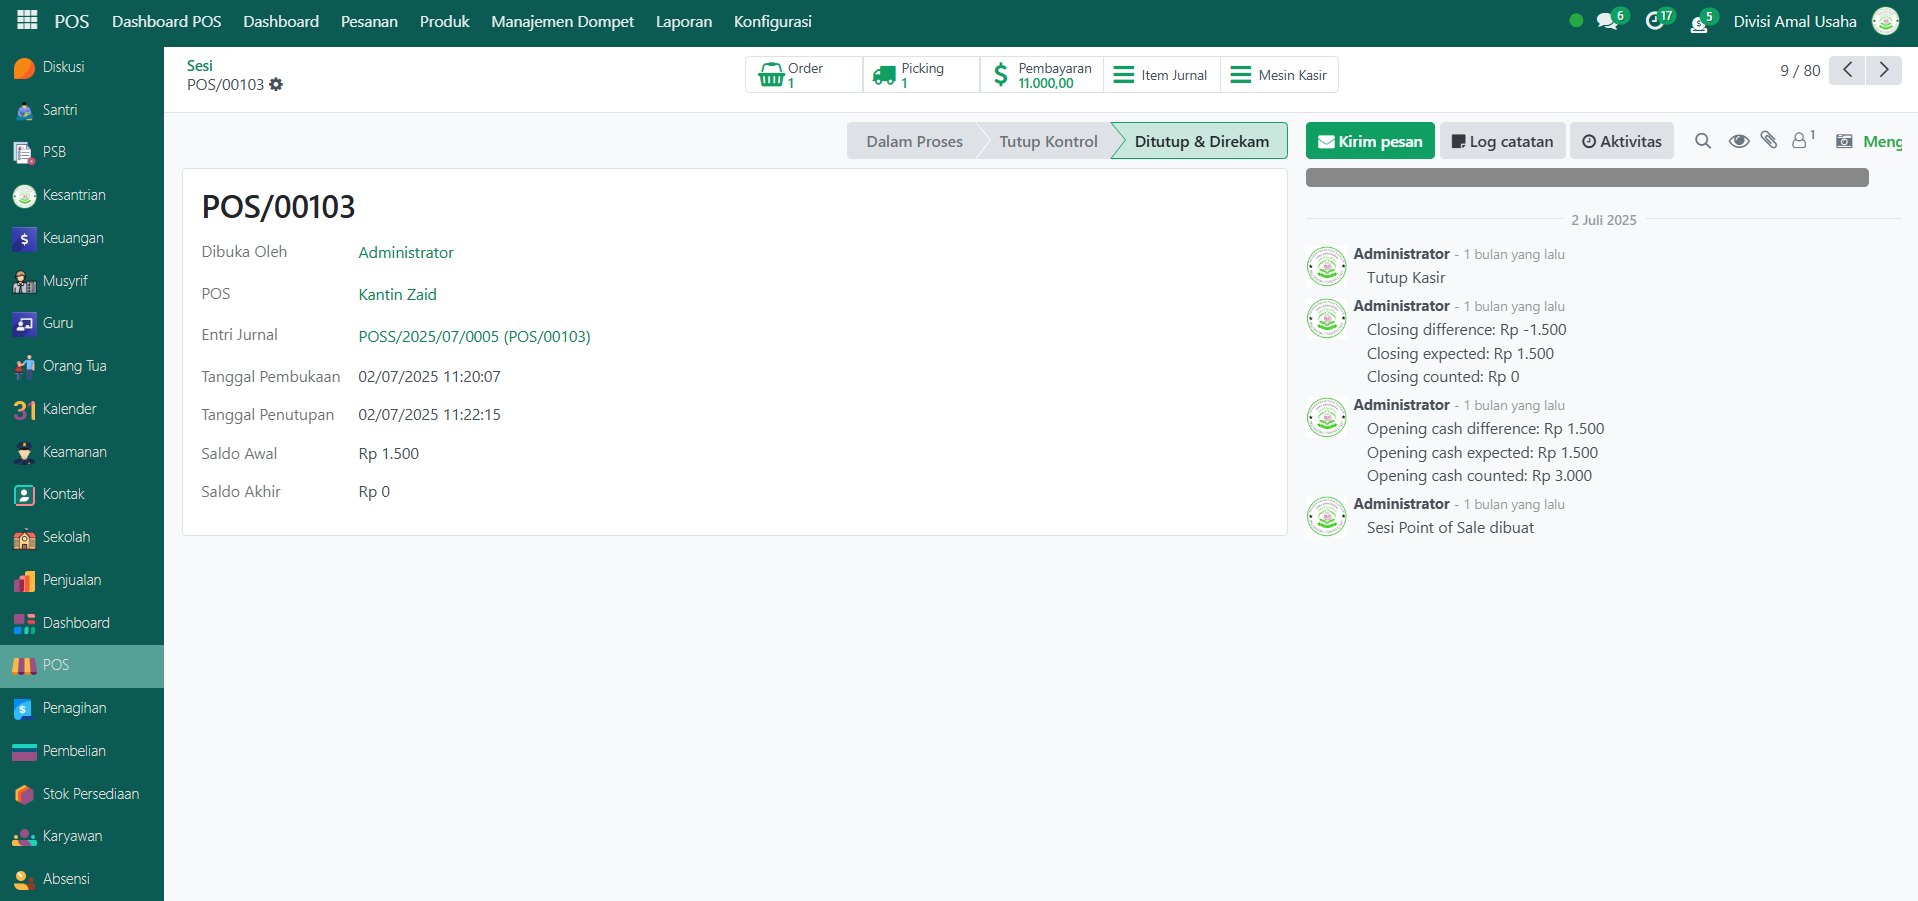 POS Dashboard POS Dashboard Pesanan Produk Manajemen Dompet Laporan Konfigurasi 6 17 5 Divisi Amal Usaha
Diskusi
Santri
PSB
Kesantrian
Keuangan
Musyrif
Guru
Orang Tua
31 Kalender
Keamanan
Kontak
Sekolah
Penjualan
Dashboard
POS
Penagihan
Pembelian
Stok Persediaan
Karyawan
Absensi
Sesi
POS/00103
Order
1
Picking
1
Pembayaran
11.000,00
Item Jurnal
Mesin Kasir
9 / 80
Dalam Proses Tutup Kontrol Ditutup & Direkam
Kirim pesan Log catatan Aktivitas 1 Meng
POS/00103
Dibuka Oleh Administrator
POS Kantin Zaid
Entri Jurnal POSS/2025/07/0005 (POS/00103)
Tanggal Pembukaan 02/07/2025 11:20:07
Tanggal Penutupan 02/07/2025 11:22:15
Saldo Awal Rp 1.500
Saldo Akhir Rp 0
2 Juli 2025
Administrator - 1 bulan yang lalu
Tutup Kasir
Administrator - 1 bulan yang lalu
Closing difference: Rp -1.500
Closing expected: Rp 1.500
Closing counted: Rp 0
Administrator - 1 bulan yang lalu
Opening cash difference: Rp 1.500
Opening cash expected: Rp 1.500
Opening cash counted: Rp 3.000
Administrator - 1 bulan yang lalu
Sesi Point of Sale dibuat